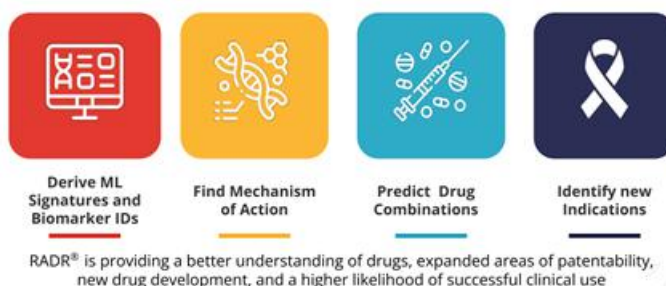 Derive ML
Signatures and
Biomarker IDs
Find Mechanism
of Action
Predict Drug
Combinations
Identify new
Indications
RADR® is providing a better understanding of drugs, expanded areas of patentability,
new drug development, and a higher likelihood of successful clinical use